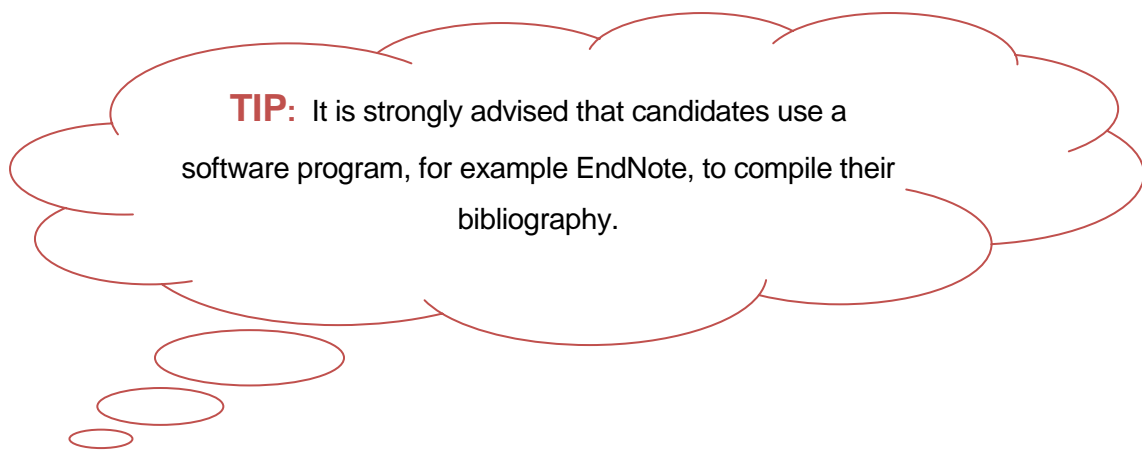 TIP: It is strongly advised that candidates use a
software program, for example EndNote, to compile their
bibliography.